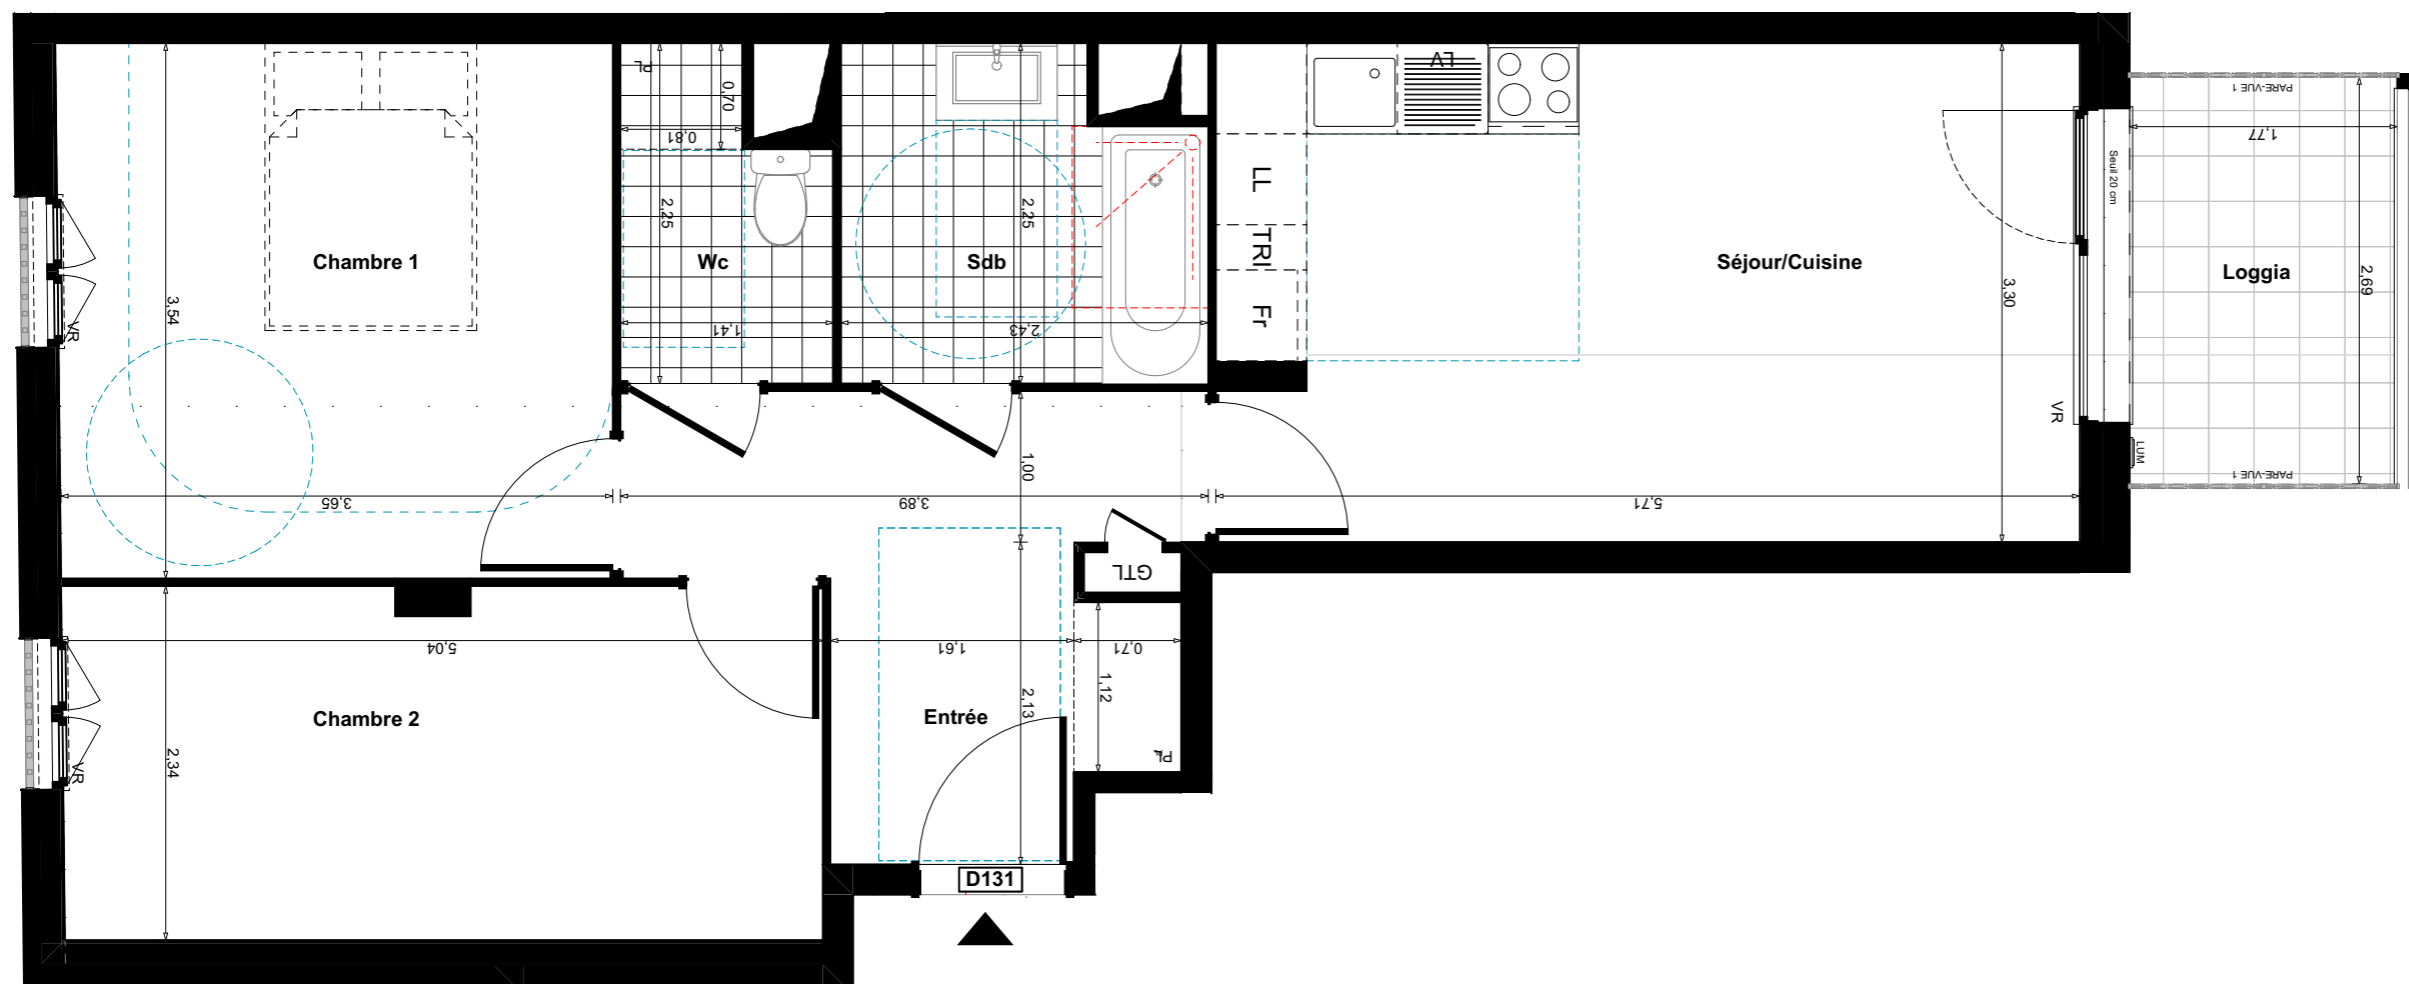 PL
0,70
0,81
LV
PARE-VUE 1
1,77
Seuil 20 cm
LL
2,25
2,25
TRI
Chambre 1
Wc
Sdb
Séjour/Cuisine
Loggia
2,69
3,30
3,54
Fr
VR
1,41
2,43
VR
LUM
1,00
PARE-VUE 1
3,65
3,89
5,71
GTL
5,04
1,61
0,71
1,12
2,13
Chambre 2
Entrée
PL
2,34
VR
D131